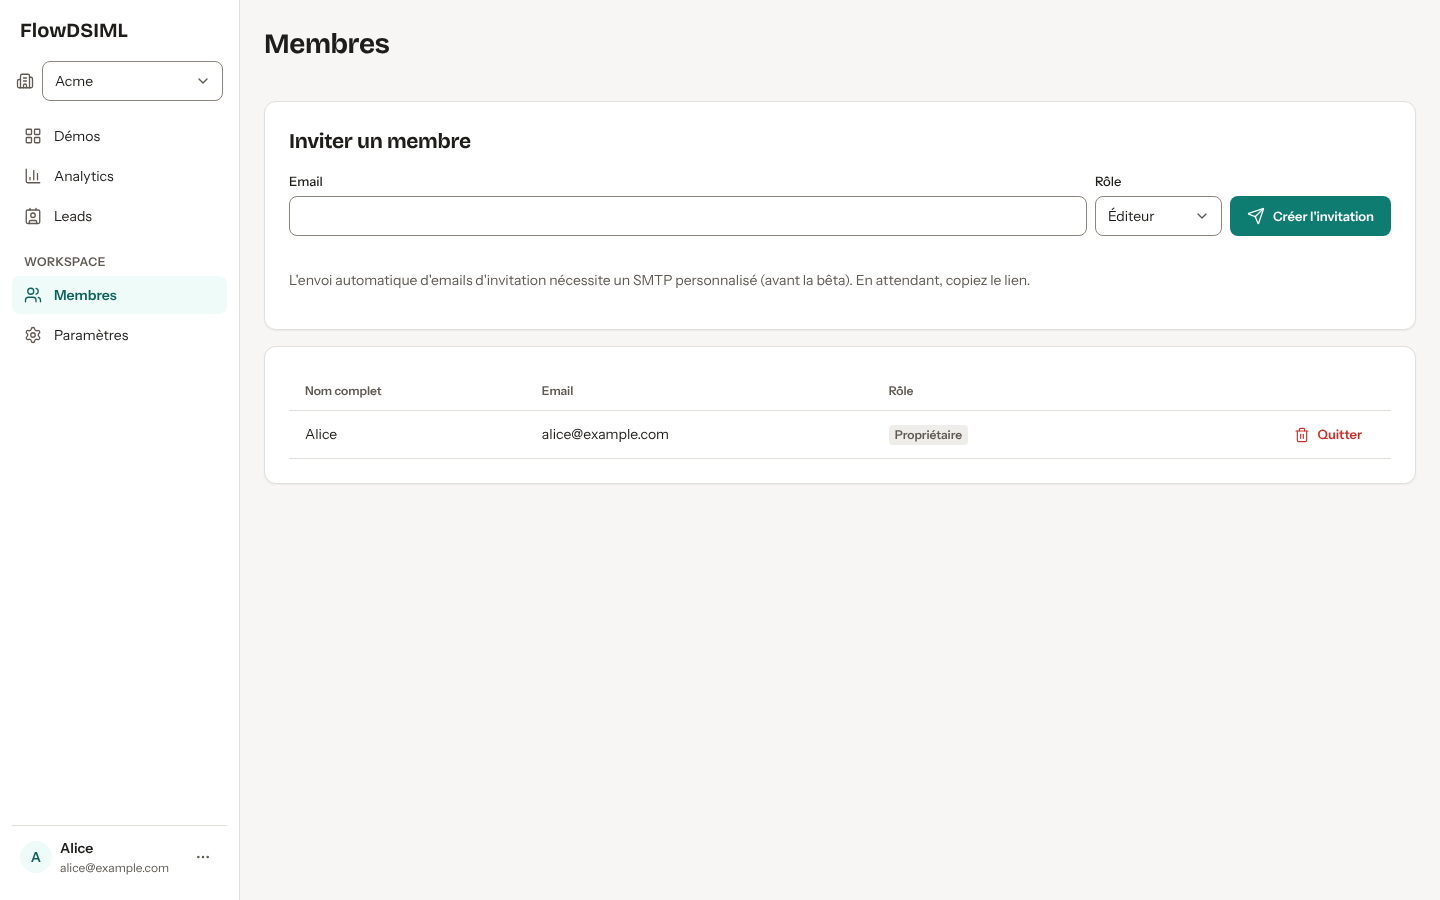 FlowDSIML
Acme
Démos
Analytics
Leads
WORKSPACE
Membres
Paramètres
Alice
alice@example.com
A
Membres
Inviter un membre
Email
Rôle
Éditeur
Créer l'invitation
L'envoi automatique d'emails d'invitation nécessite un SMTP personnalisé (avant la bêta). En attendant, copiez le lien.
Nom complet Email Rôle
Alice alice@example.com Propriétaire Quitter